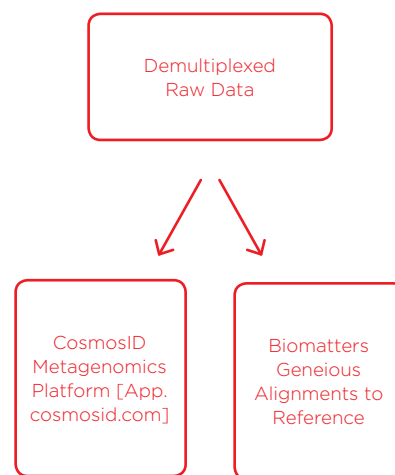 Demultiplexed
Raw Data
CosmosID
Metagenomics
Platform [App.
cosmosid.com]
Biomatters
Geneious
Alignments to
Reference